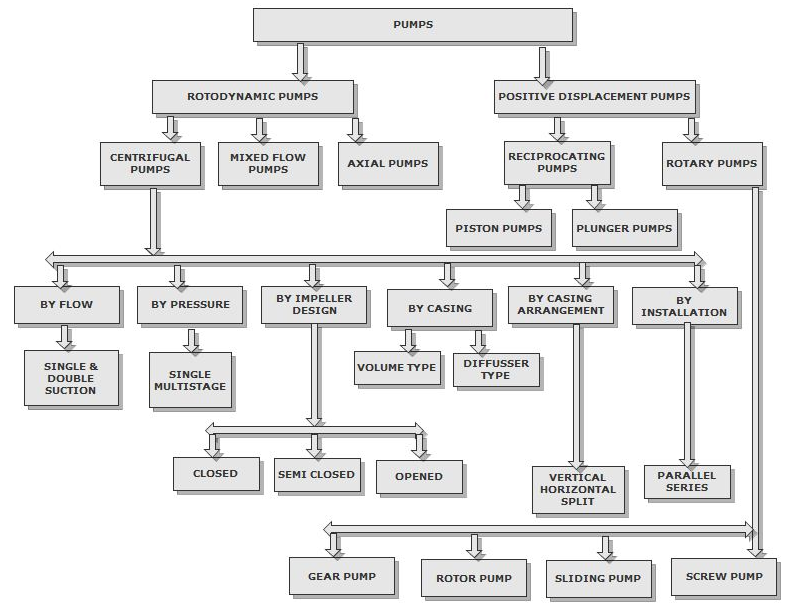 PUMPS
ROTODYNAMIC PUMPS
POSITIVE DISPLACEMENT PUMPS
CENTRIFUGAL
PUMPS
MIXED FLOW
PUMPS
AXIAL PUMPS
RECIPROCATING
PUMPS
ROTARY PUMPS
PISTON PUMPS
PLUNGER PUMPS
BY FLOW
BY PRESSURE
BY IMPELLER
DESIGN
BY CASING
BY CASING
ARRANGEMENT
BY
INSTALLATION
SINGLE &
DOUBLE
SUCTION
SINGLE
MULTISTAGE
VOLUME TYPE
DIFFUSSER
TYPE
CLOSED
SEMI CLOSED
OPENED
VERTICAL
HORIZONTAL
SPLIT
PARALLEL
SERIES
GEAR PUMP
ROTOR PUMP
SLIDING PUMP
SCREW PUMP